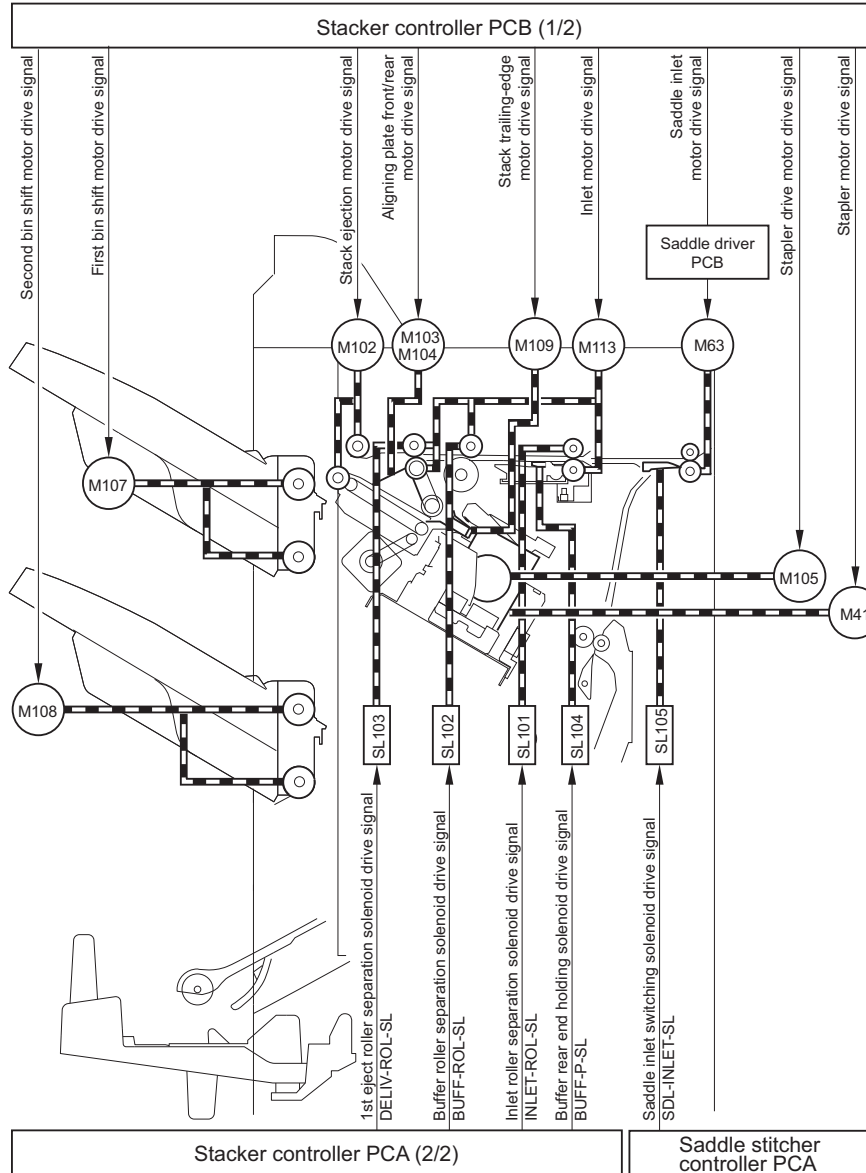 Stacker controller PCB (1/2)
Second bin shift motor drive signal
First bin shift motor drive signal
Stack ejection motor drive signal
Aligning plate front/rear
motor drive signal
Stack trailing-edge
motor drive signal
Inlet motor drive signal
Saddle inlet
motor drive signal
Stapler drive motor drive signal
Stapler motor drive signal
Saddle driver
PCB
M102
M103
M104
M109
M113
M63
M107
M105
M41
M108
SL103
SL102
SL101
SL104
SL105
1st eject roller separation solenoid drive signal
DELIV-ROL-SL
Buffer roller separation solenoid drive signal
BUFF-ROL-SL
Inlet roller separation solenoid drive signal
INLET-ROL-SL
Buffer rear end holding solenoid drive signal
BUFF-P-SL
Saddle inlet switching solenoid drive signal
SDL-INLET-SL
Stacker controller PCA (2/2)
Saddle stitcher
controller PCA